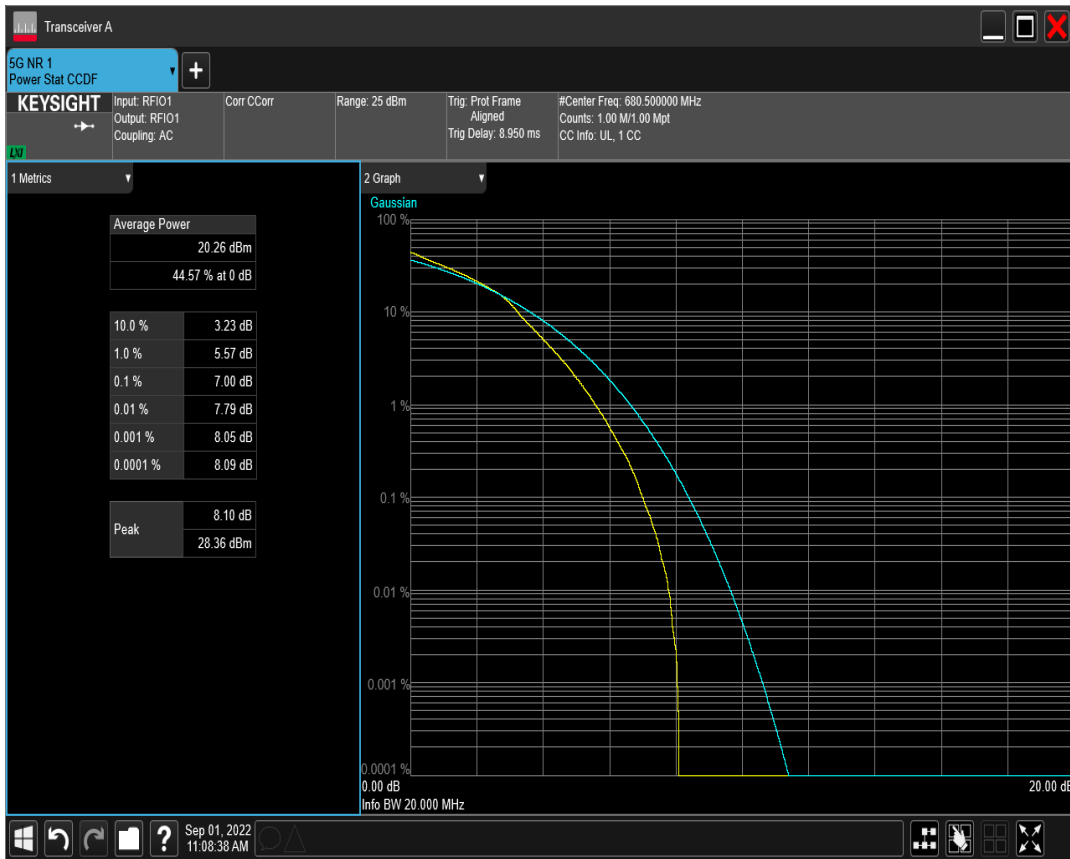 Transceiver A
5G NR 1
Power Stat CCDF
+
KEYSIGHT
LXI
Input: RFIO1
Output: RFIO1
Coupling: AC
Corr CCorr
Range: 25 dBm
Trig: Prot Frame
Aligned
Trig Delay: 8.950 ms
#Center Freq: 680.500000 MHz
Counts: 1.00 M/1.00 Mpt
CC Info: UL, 1 CC
1 Metrics
Average Power
20.26 dBm
44.57 % at 0 dB
10.0 % 3.23 dB
1.0 % 5.57 dB
0.1 % 7.00 dB
0.01 % 7.79 dB
0.001 % 8.05 dB
0.0001 % 8.09 dB
Peak
8.10 dB
28.36 dBm
2 Graph
Gaussian
100 %
10 %
1 %
0.1 %
0.01 %
0.001 %
0.0001 %
0.00 dB 20.00 dB
Info BW 20.000 MHz
?
Sep 01, 2022
11:08:38 AM